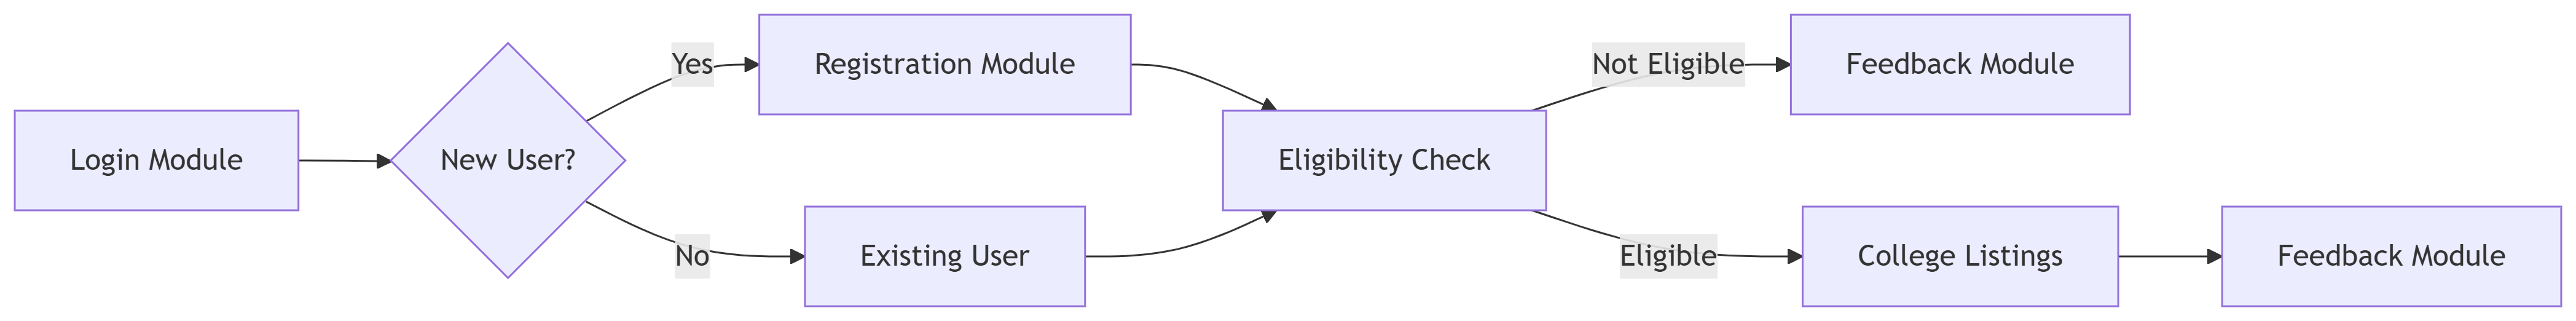 Login Module
New User?
Yes
No
Registration Module
Existing User
Eligibility Check
Not Eligible
Eligible
Feedback Module
College Listings
Feedback Module